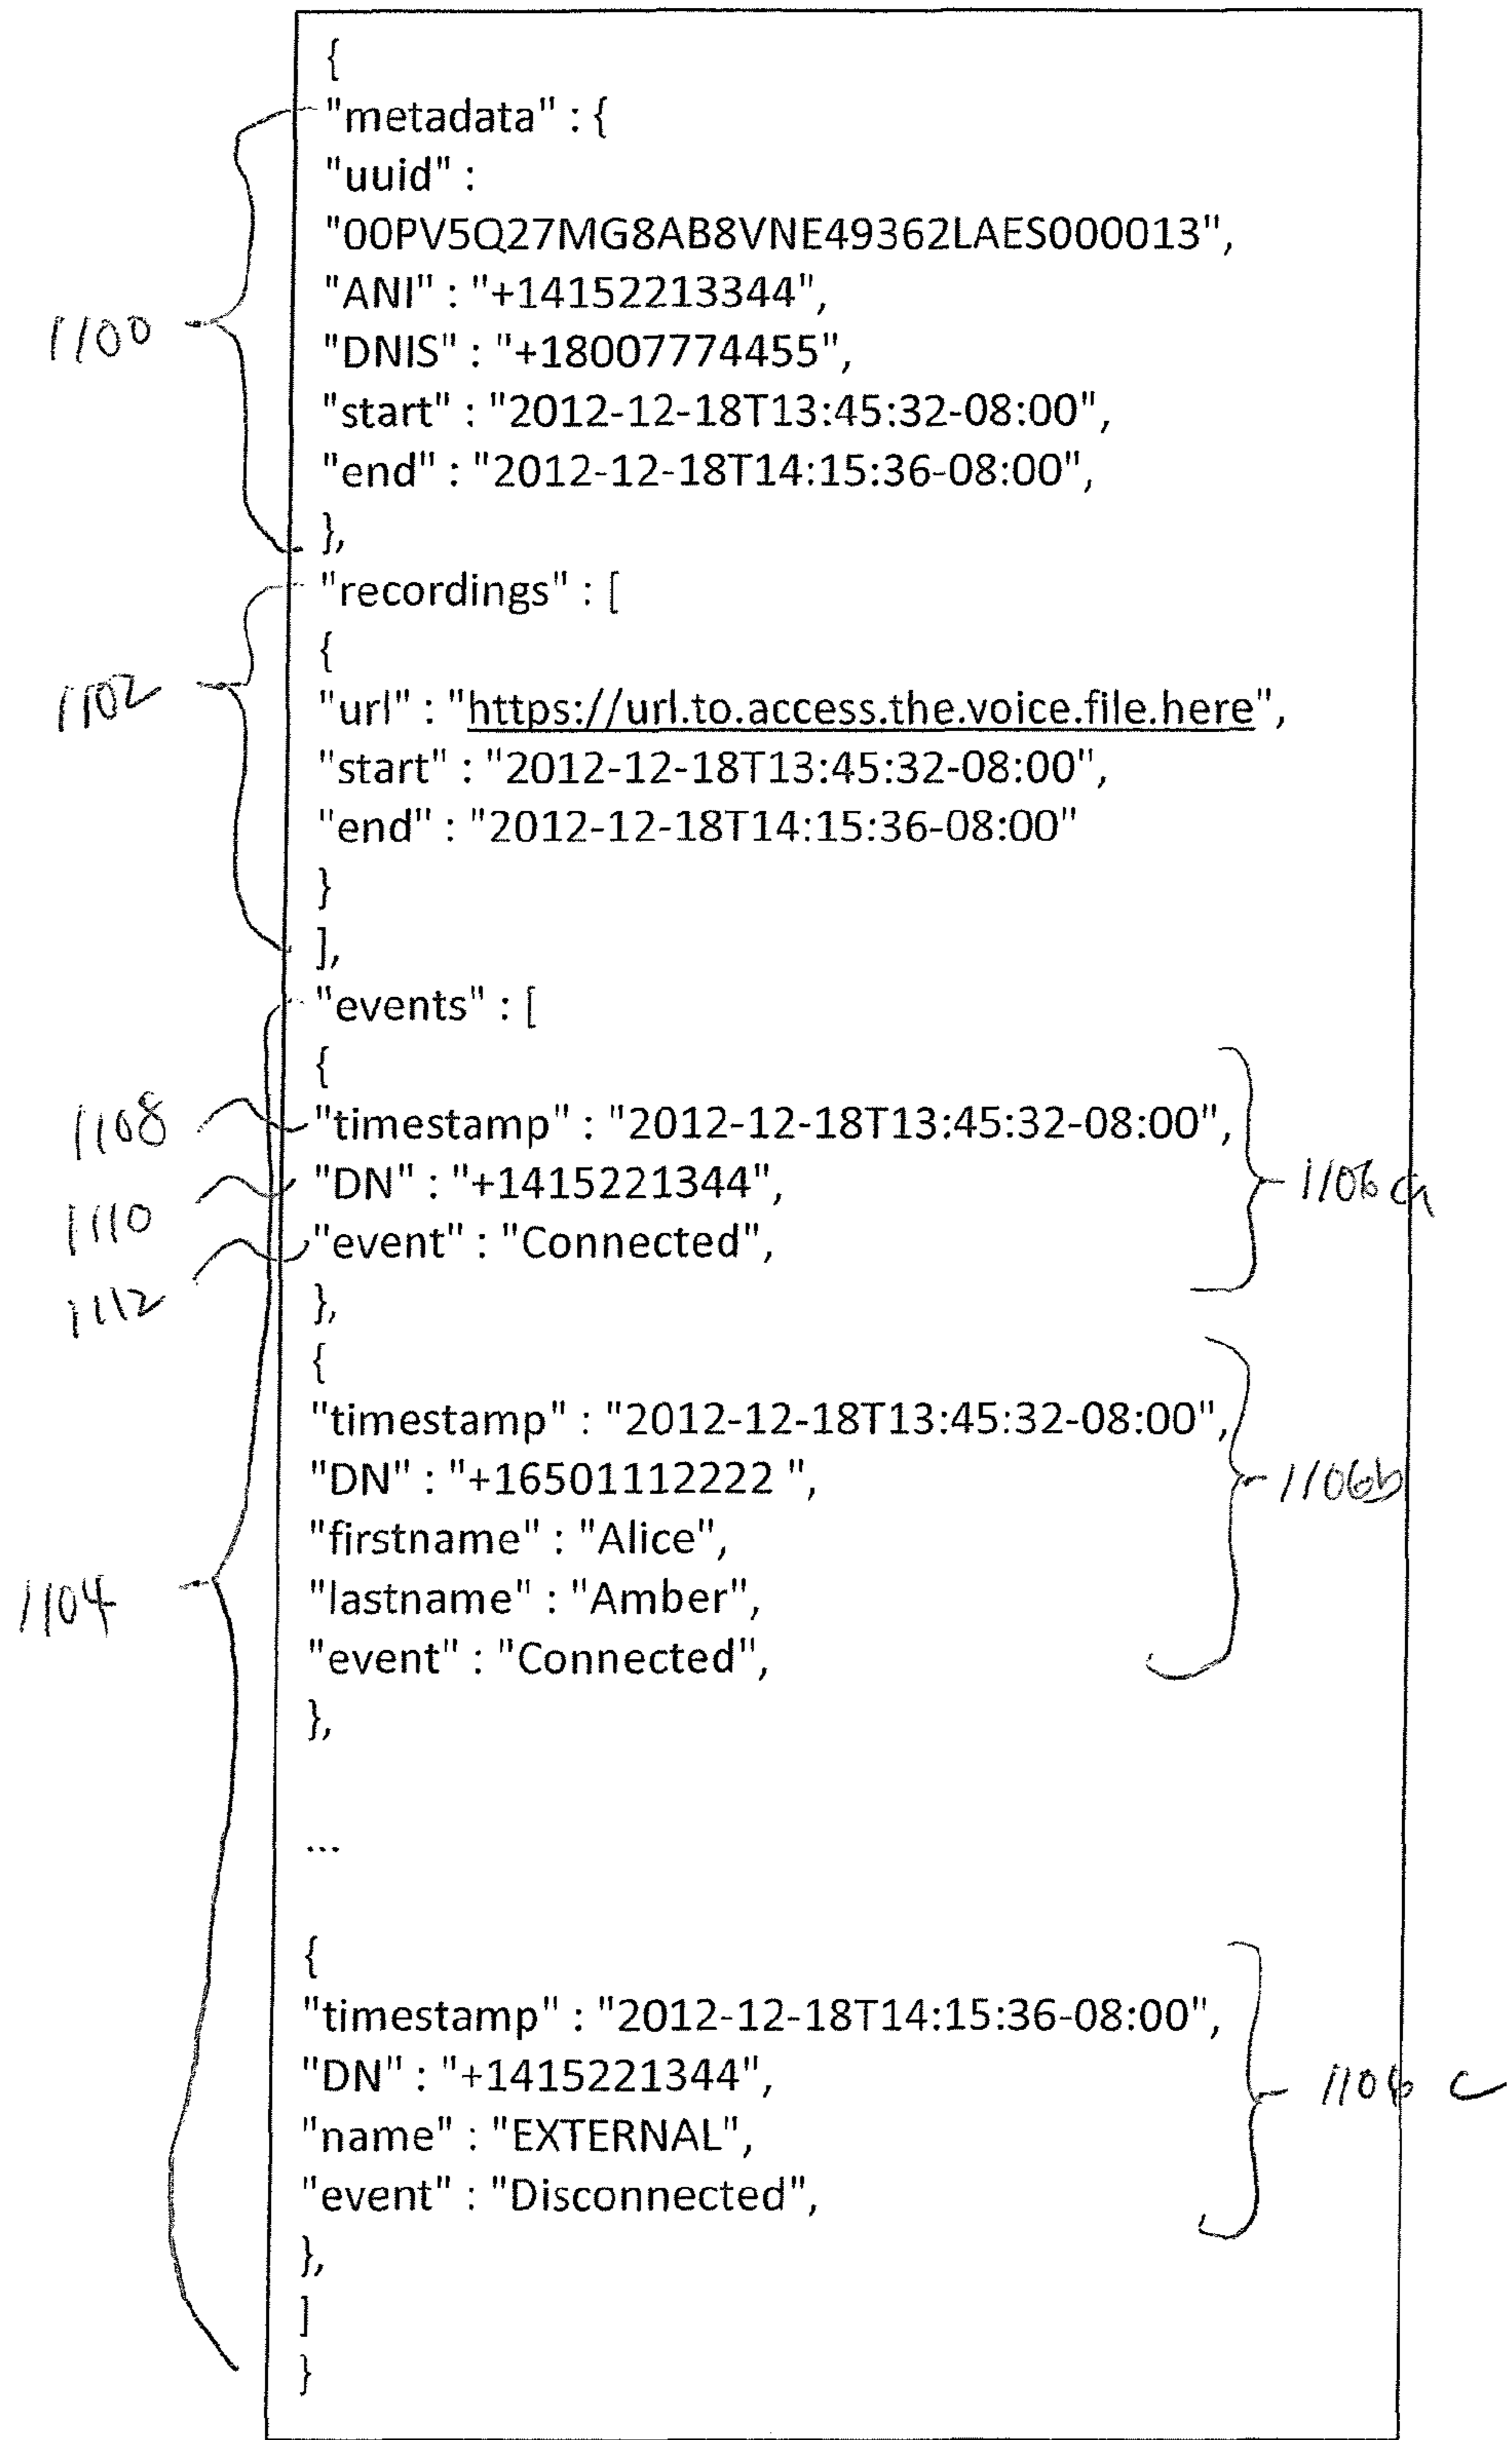 {
"metadata" : {
"uuid" :
"00PV5Q27MG8AB8VNE49362LAES000013",
"ANI" : "+14152213344",
1100
"DNIS" : "+18007774455",
"start" : "2012-12-18T13:45:32-08:00",
"end" : "2012-12-18T14:15:36-08:00",
},
"recordings" : [
{
1102
"url" : "https://url.to.access.the.voice.file.here",
"start" : "2012-12-18T13:45:32-08:00",
"end" : "2012-12-18T14:15:36-08:00"
}
],
"events" : [
{
1108
"timestamp" : "2012-12-18T13:45:32-08:00",
1110
"DN" : "+1415221344",
1106a
1112
"event" : "Connected",
},
{
"timestamp" : "2012-12-18T13:45:32-08:00",
"DN" : "+16501112222 ",
1106b
"firstname" : "Alice",
1104
"lastname" : "Amber",
"event" : "Connected",
},
...
{
"timestamp" : "2012-12-18T14:15:36-08:00",
"DN" : "+1415221344",
1106 c
"name" : "EXTERNAL",
"event" : "Disconnected",
},
]
}